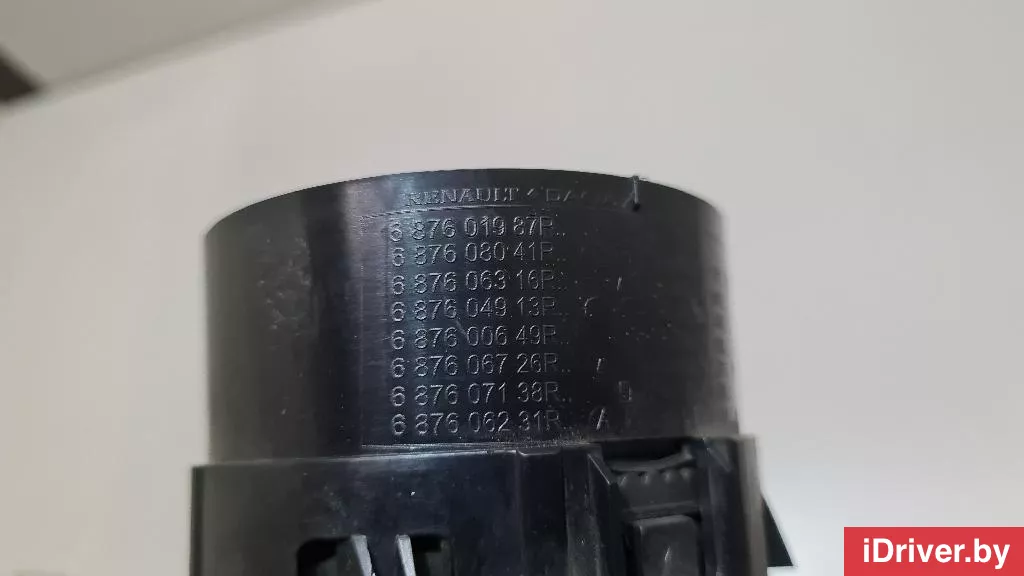 RENAULT
6 876 019 87R..
6 876 080 41R..
6 876 063 16R..
6 876 049 13R..
6 876 006 49R..
6 876 067 26R..
6 876 071 38R..
6 876 062 31R.. A
iDriver.by